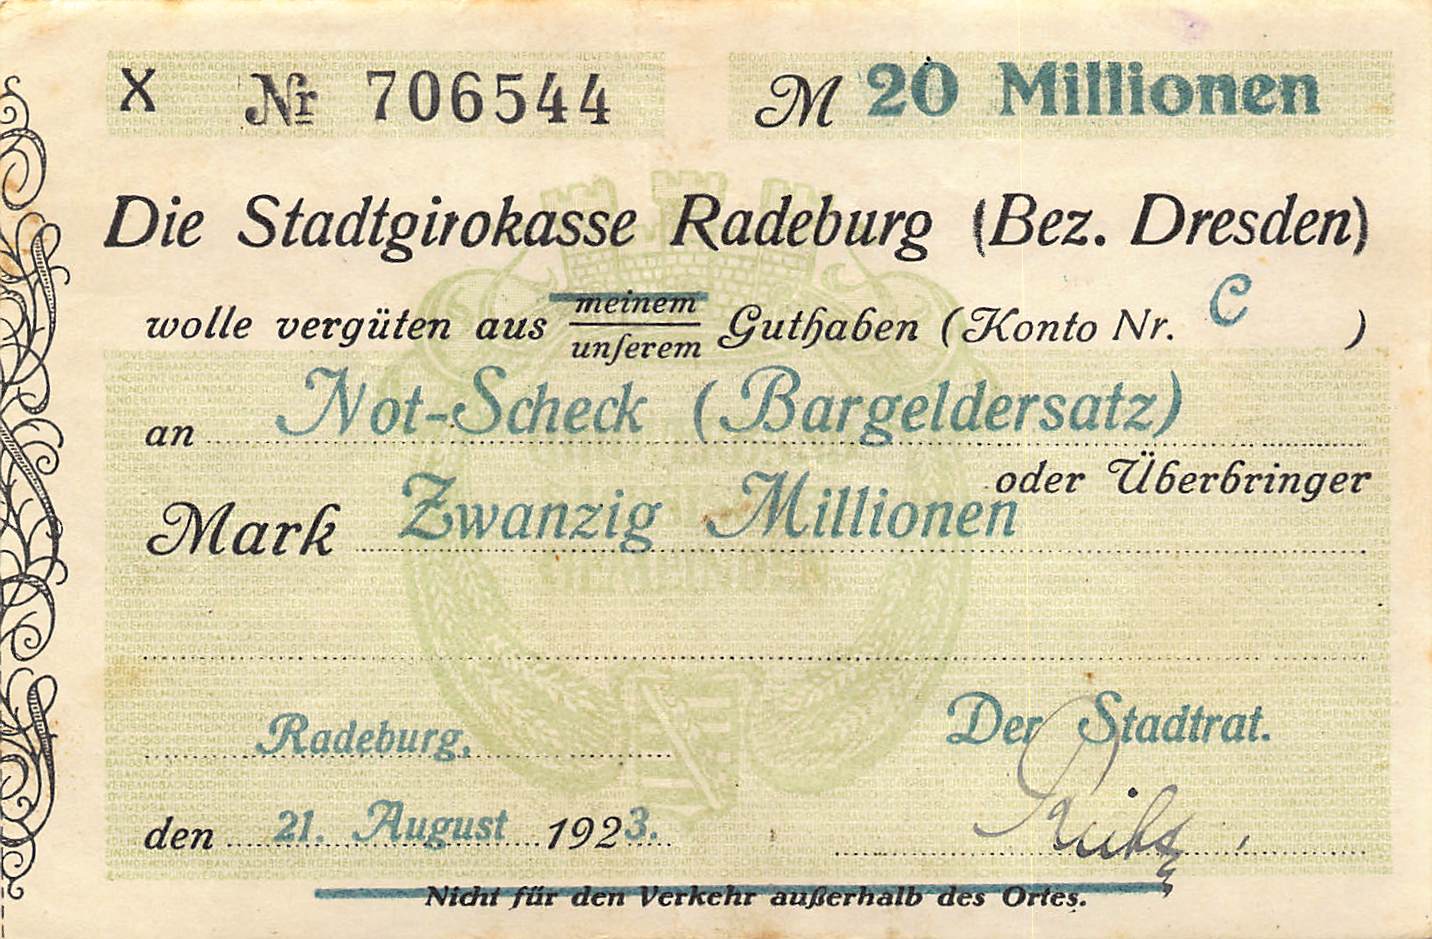 X Nr 706544 M 20 Millionen
Die Stadtgirokasse Radeburg (Bez. Dresden)
wolle vergüten aus meinem
unserem Guthaben (Konto Nr. C )
an Not-Scheck (Bargeldersatz)
oder Überbringer
Mark Zwanzig Millionen
Radeburg, Der Stadtrat.
den 21. August 1923.
Nicht für den Verkehr außerhalb des Ortes.